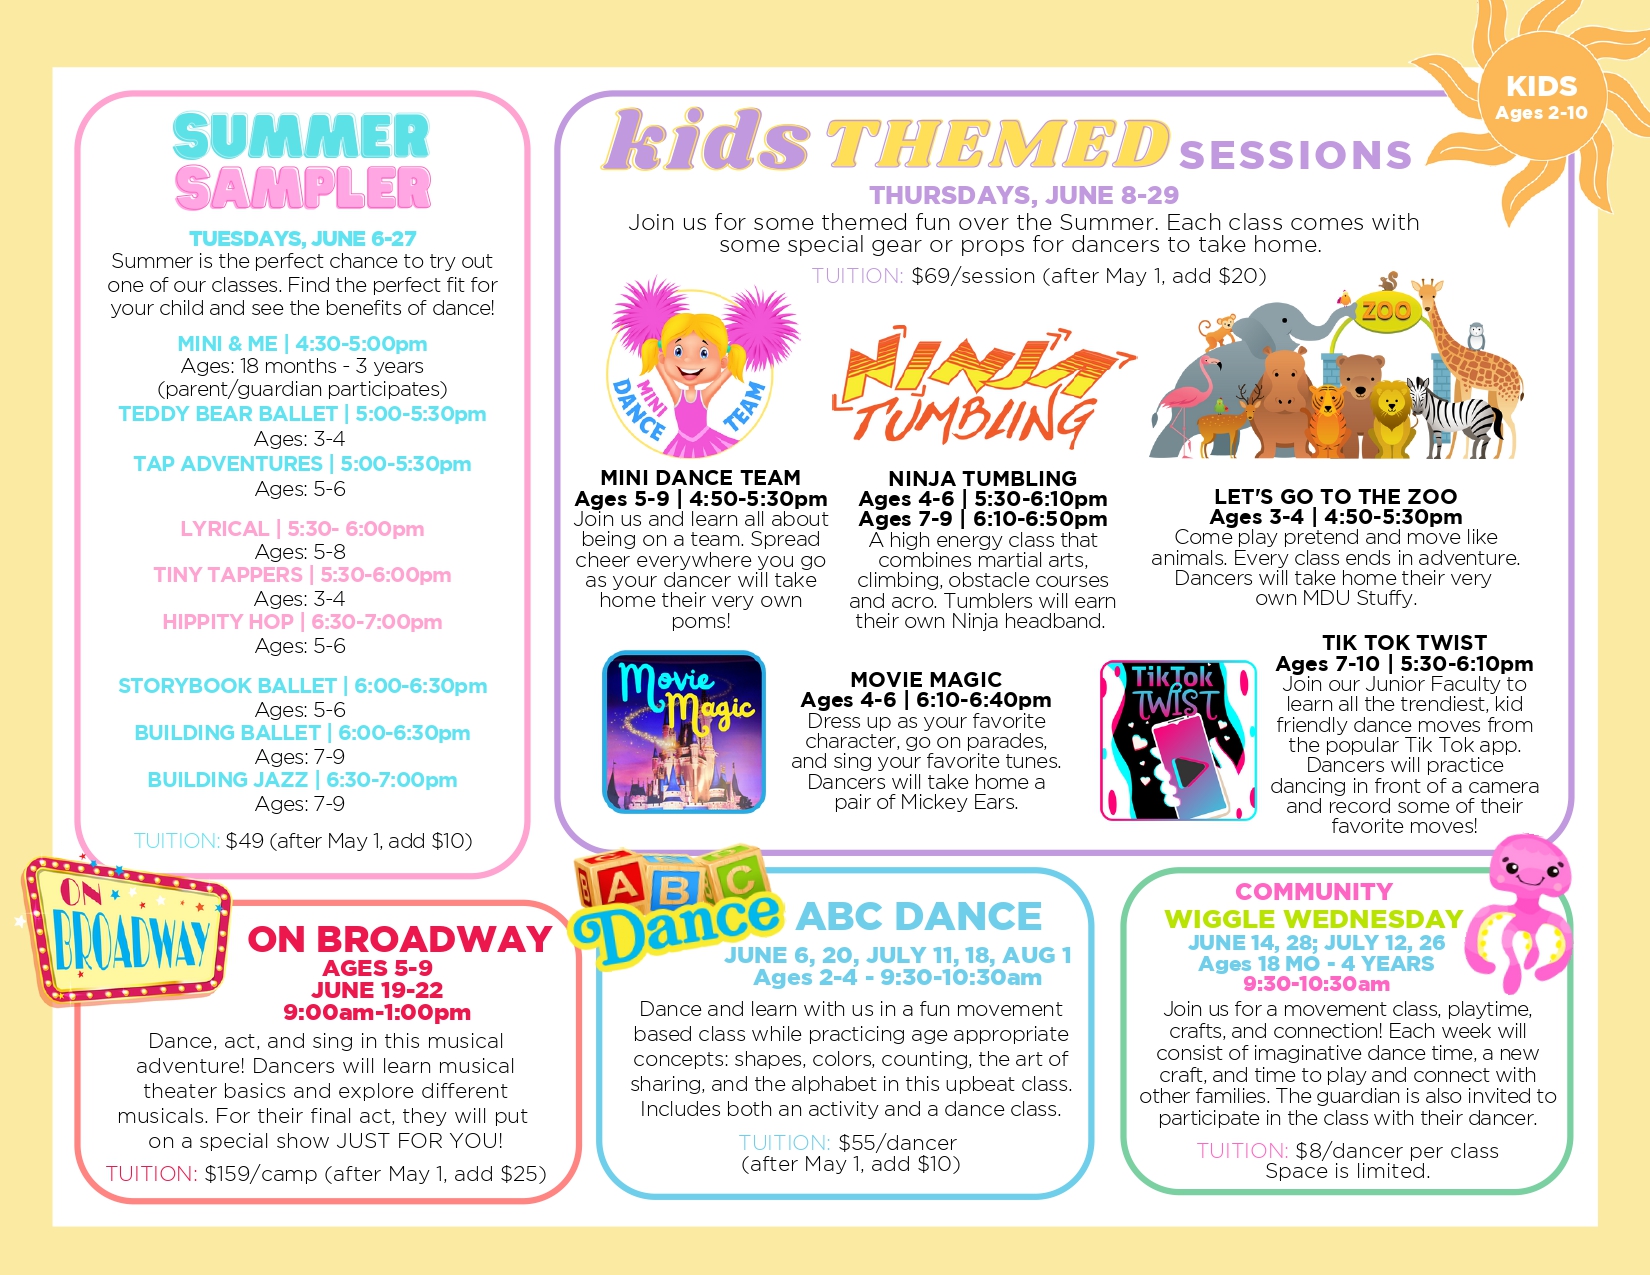 KIDS
Ages 2-10
SUMMER
SAMPLER
TUESDAYS, JUNE 6-27
Summer is the perfect chance to try out
one of our classes. Find the perfect fit for
your child and see the benefits of dance!
MINI & ME | 4:30-5:00pm
Ages: 18 months - 3 years
(parent/guardian participates)
TEDDY BEAR BALLET | 5:00-5:30pm
Ages: 3-4
TAP ADVENTURES | 5:00-5:30pm
Ages: 5-6
LYRICAL | 5:30- 6:00pm
Ages: 5-8
TINY TAPPERS | 5:30-6:00pm
Ages: 3-4
HIPPITY HOP | 6:30-7:00pm
Ages: 5-6
STORYBOOK BALLET | 6:00-6:30pm
Ages: 5-6
BUILDING BALLET | 6:00-6:30pm
Ages: 7-9
BUILDING JAZZ | 6:30-7:00pm
Ages: 7-9
TUITION: $49 (after May 1, add $10)
kids THEMED SESSIONS
THURSDAYS, JUNE 8-29
Join us for some themed fun over the Summer. Each class comes with
some special gear or props for dancers to take home.
TUITION: $69/session (after May 1, add $20)
MINI
DANCE TEAM
MINI DANCE TEAM
Ages 5-9 | 4:50-5:30pm
Join us and learn all about
being on a team. Spread
cheer everywhere you go
as your dancer will take
home their very own
poms!
NINJA
TUMBLING
NINJA TUMBLING
Ages 4-6 | 5:30-6:10pm
Ages 7-9 | 6:10-6:50pm
A high energy class that
combines martial arts,
climbing, obstacle courses
and acro. Tumblers will earn
their own Ninja headband.
ZOO
LET'S GO TO THE ZOO
Ages 3-4 | 4:50-5:30pm
Come play pretend and move like
animals. Every class ends in adventure.
Dancers will take home their very
own MDU Stuffy.
Movie
Magic
MOVIE MAGIC
Ages 4-6 | 6:10-6:40pm
Dress up as your favorite
character, go on parades,
and sing your favorite tunes.
Dancers will take home a
pair of Mickey Ears.
TikTok
TWIST
TIK TOK TWIST
Ages 7-10 | 5:30-6:10pm
Join our Junior Faculty to
learn all the trendiest, kid
friendly dance moves from
the popular Tik Tok app.
Dancers will practice
dancing in front of a camera
and record some of their
favorite moves!
ON
BROADWAY
ON BROADWAY
AGES 5-9
JUNE 19-22
9:00am-1:00pm
Dance, act, and sing in this musical
adventure! Dancers will learn musical
theater basics and explore different
musicals. For their final act, they will put
on a special show JUST FOR YOU!
TUITION: $159/camp (after May 1, add $25)
A B C
Dance
ABC DANCE
JUNE 6, 20, JULY 11, 18, AUG 1
Ages 2-4 - 9:30-10:30am
Dance and learn with us in a fun movement
based class while practicing age appropriate
concepts: shapes, colors, counting, the art of
sharing, and the alphabet in this upbeat class.
Includes both an activity and a dance class.
TUITION: $55/dancer
(after May 1, add $10)
COMMUNITY
WIGGLE WEDNESDAY
JUNE 14, 28; JULY 12, 26
Ages 18 MO - 4 YEARS
9:30-10:30am
Join us for a movement class, playtime,
crafts, and connection! Each week will
consist of imaginative dance time, a new
craft, and time to play and connect with
other families. The guardian is also invited to
participate in the class with their dancer.
TUITION: $8/dancer per class
Space is limited.